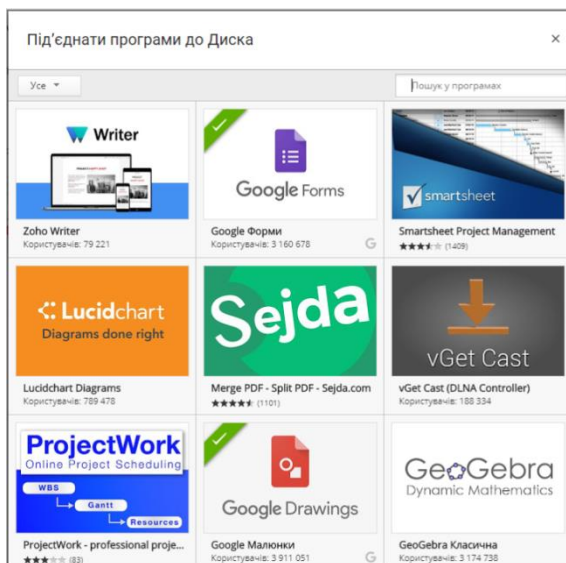 Під'єднати програми до Диска
×
Усе
Пошук у програмах
Writer
Zoho Writer
Користувачів: 79 221
Google Forms
Google Форми
Користувачів: 3 160 678
G
smartsheet
Smartsheet Project Management
(1409)
Lucidchart
Diagrams done right
Lucidchart Diagrams
Користувачів: 789 478
Sejda
Merge PDF - Split PDF - Sejda.com
(1101)
vGet Cast
vGet Cast (DLNA Controller)
Користувачів: 188 334
ProjectWork
Online Project Scheduling
WBS
Gantt
Resources
ProjectWork - professional proje...
(83)
Google Drawings
Google Малюнки
Користувачів: 3 911 051
G
GeoGebra
Dynamic Mathematics
GeoGebra Класична
Користувачів: 3 174 738